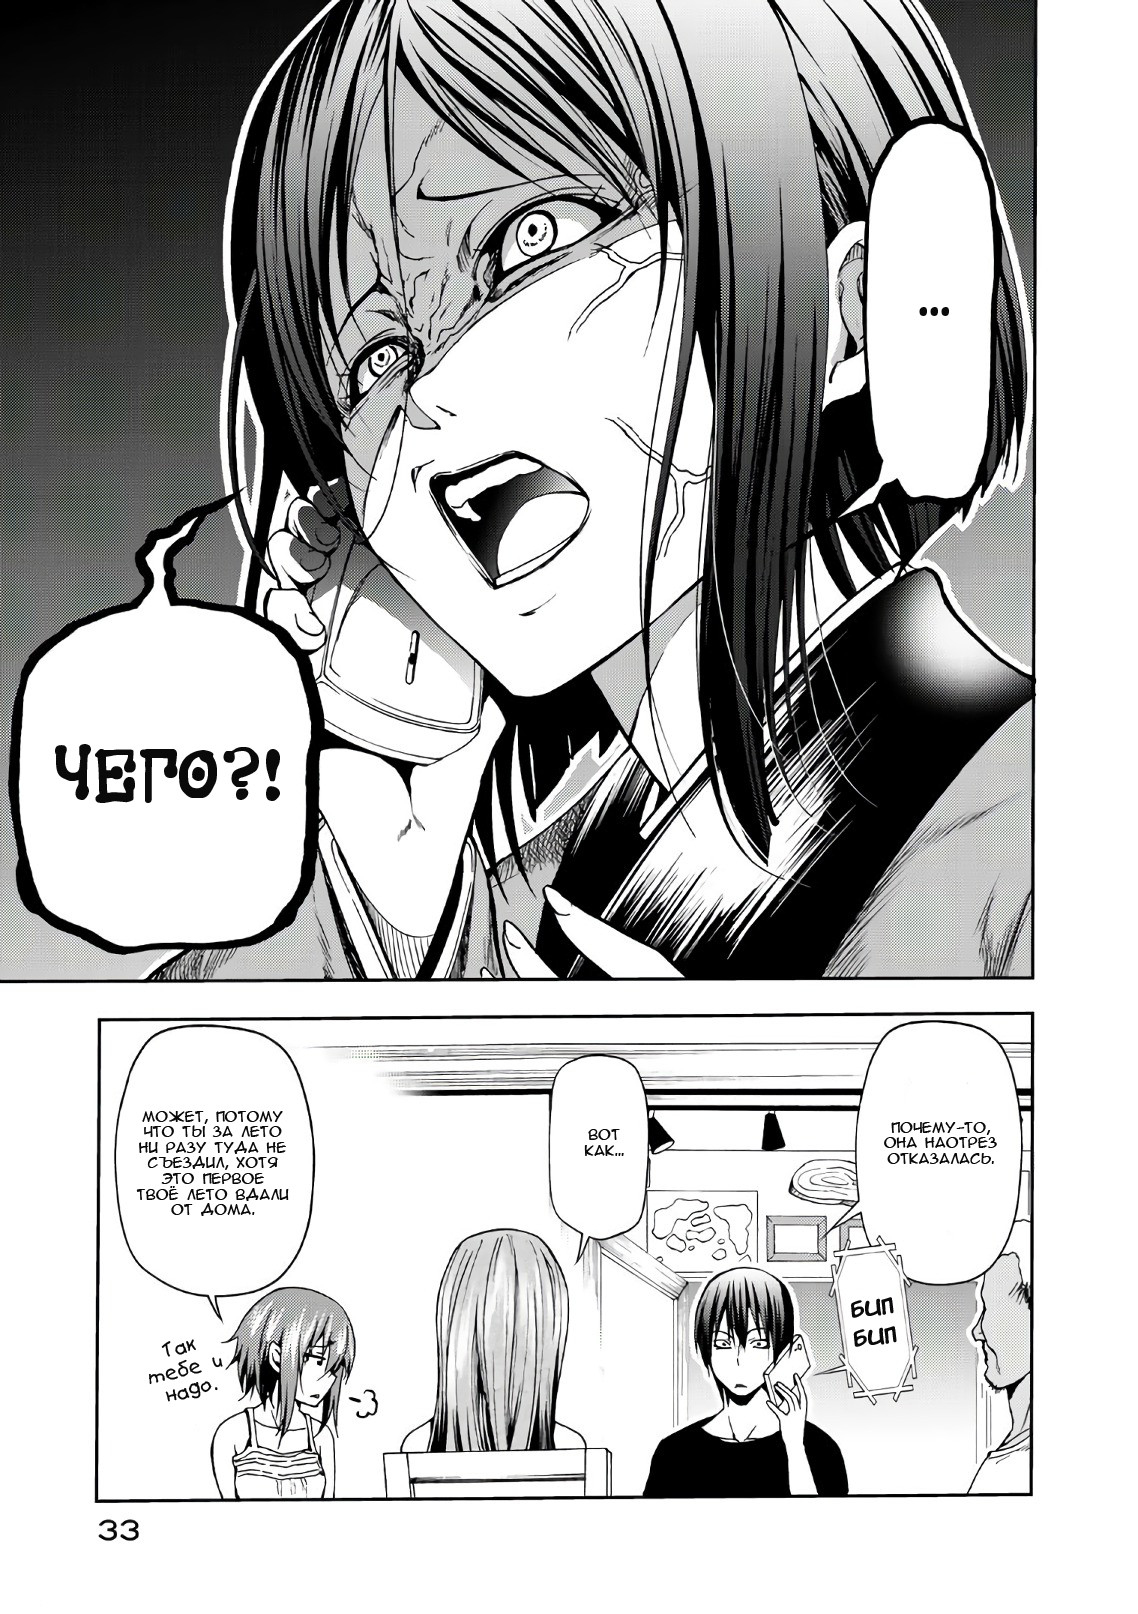 ...
ЧЕГО?!
ПОЧЕМУ-ТО,
ОНА НАОТРЕЗ
ОТКАЗАЛАСЬ.
БИП
БИП
ВОТ
КАК...
МОЖЕТ, ПОТОМУ
ЧТО ТЫ ЗА ЛЕТО
НИ РАЗУ ТУДА НЕ
СЪЕЗДИЛ, ХОТЯ
ЭТО ПЕРВОЕ
ТВОЁ ЛЕТО ВДАЛИ
ОТ ДОМА.
Так
тебе и
надо.
33